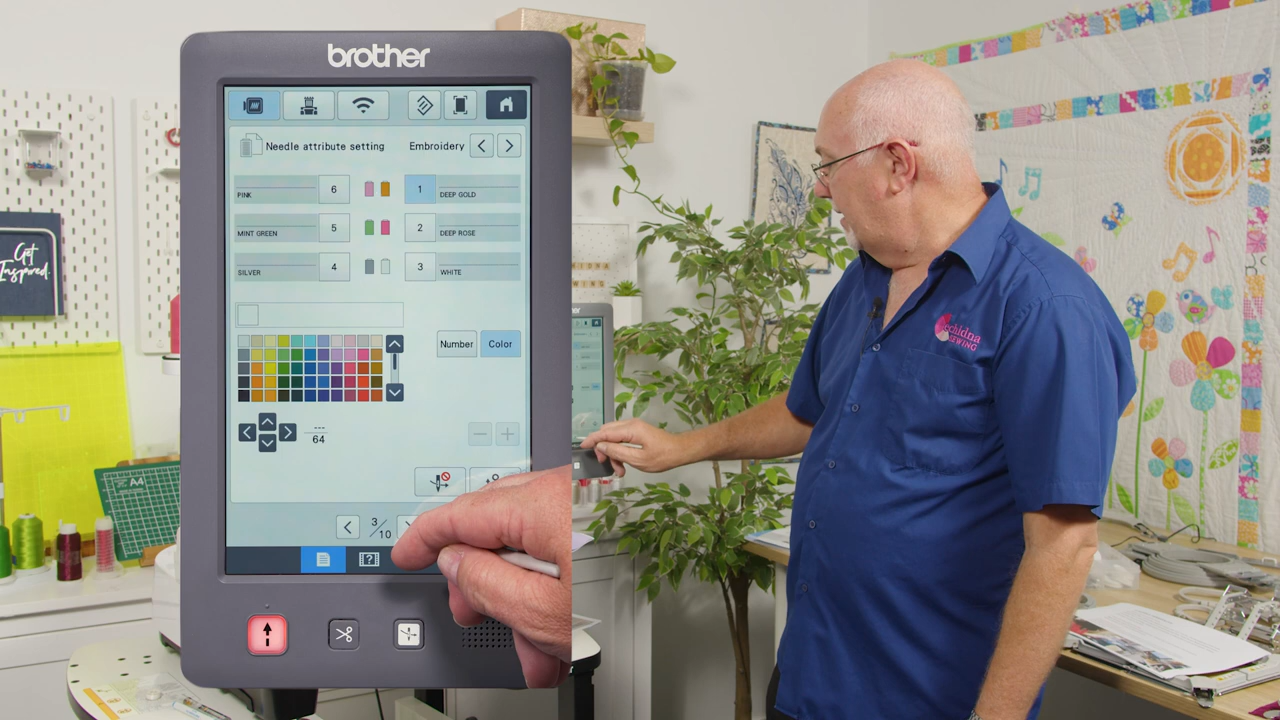 brother
Needle attribute setting
Embroidery
PINK
6
1
DEEP GOLD
MINT GREEN
5
2
DEEP ROSE
SILVER
4
3
WHITE
Number
Color
---
64
3/10
Get
Inspired.
A4
echidna
SEWING